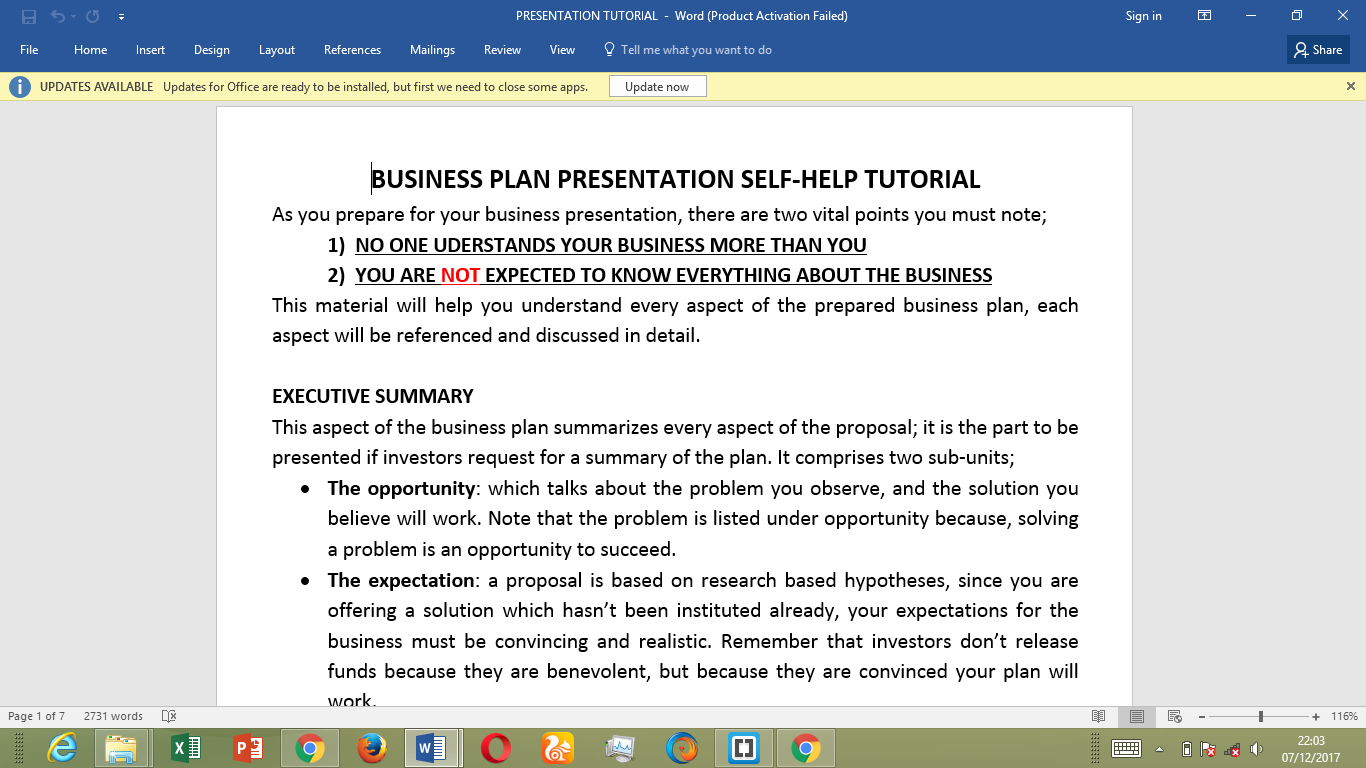 PRESENTATION TUTORIAL - Word (Product Activation Failed)
Sign in
File Home Insert Design Layout References Mailings Review View Tell me what you want to do Share
UPDATES AVAILABLE Updates for Office are ready to be installed, but first we need to close some apps. Update now
BUSINESS PLAN PRESENTATION SELF-HELP TUTORIAL
As you prepare for your business presentation, there are two vital points you must note;
1) NO ONE UDERSTANDS YOUR BUSINESS MORE THAN YOU
2) YOU ARE NOT EXPECTED TO KNOW EVERYTHING ABOUT THE BUSINESS
This material will help you understand every aspect of the prepared business plan, each
aspect will be referenced and discussed in detail.
EXECUTIVE SUMMARY
This aspect of the business plan summarizes every aspect of the proposal; it is the part to be
presented if investors request for a summary of the plan. It comprises two sub-units;
• The opportunity: which talks about the problem you observe, and the solution you
believe will work. Note that the problem is listed under opportunity because, solving
a problem is an opportunity to succeed.
• The expectation: a proposal is based on research based hypotheses, since you are
offering a solution which hasn't been instituted already, your expectations for the
business must be convincing and realistic. Remember that investors don't release
funds because they are benevolent, but because they are convinced your plan will
work.
Page 1 of 7 2731 words 116%
22:03
07/12/2017